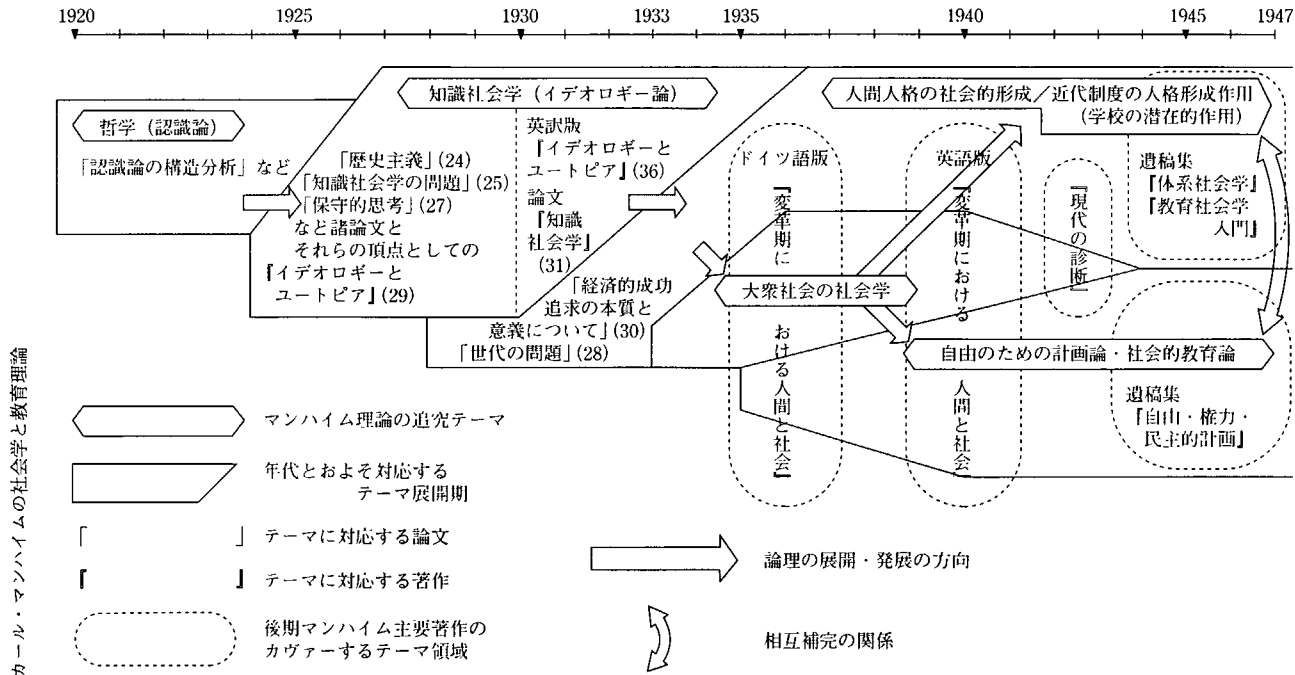 1920 1925 1930 1933 1935 1940 1945 1947
哲学（認識論）
「認識論の構造分析」など
知識社会学（イデオロギー論）
「歴史主義」(24)
「知識社会学の問題」(25)
「保守的思考」(27)
など諸論文と
それらの頂点としての
『イデオロギーと
ユートピア』(29)
英訳版
『イデオロギーと
ユートピア』(36)
論文
『知識
社会学』
(31)
「経済的成功
追求の本質と
意義について」(30)
「世代の問題」(28)
人間人格の社会的形成／近代制度の人格形成作用
（学校の潜在的作用）
ドイツ語版
『変革期における人間と社会』
英語版
『変革期における人間と社会』
『現代の診断』
遺稿集
『体系社会学』
『教育社会学
入門』
大衆社会の社会学
自由のための計画論・社会的教育論
遺稿集
『自由・権力・
民主的計画』
マンハイム理論の追究テーマ
年代とおよそ対応する
テーマ展開期
「 」テーマに対応する論文
『 』テーマに対応する著作
後期マンハイム主要著作の
カヴァーするテーマ領域
論理の展開・発展の方向
相互補完の関係
カール・マンハイムの社会学と教育理論